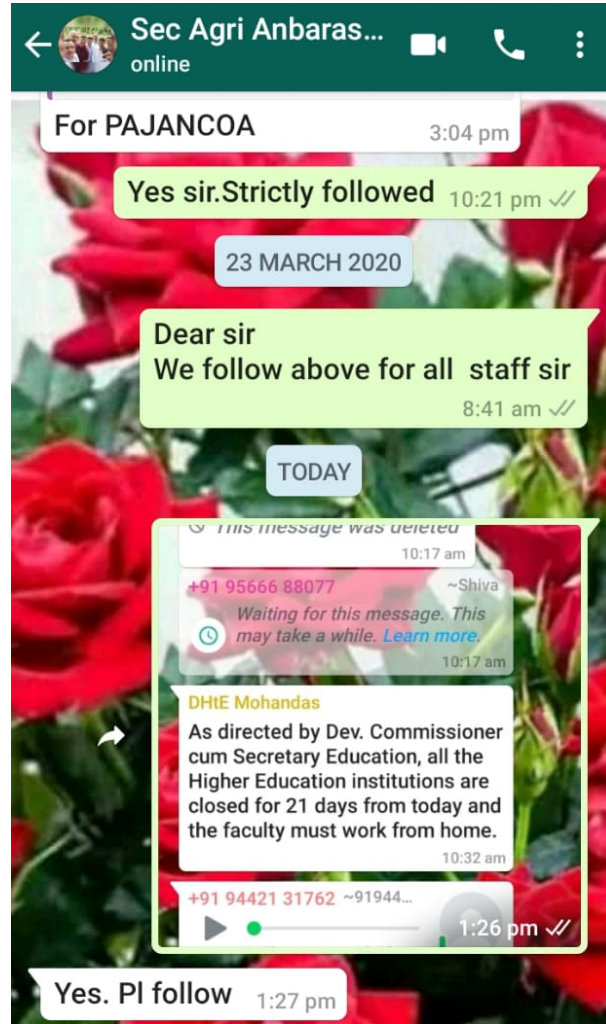 Sec Agri Anbaras...
online
For PAJANCOA
3:04 pm
Yes sir.Strictly followed 10:21 pm
23 MARCH 2020
Dear sir
We follow above for all staff sir
8:41 am
TODAY
This message was deleted
10:17 am
+91 95666 88077 ~Shiva
Waiting for this message. This
may take a while. Learn more.
10:17 am
DHtE Mohandas
As directed by Dev. Commissioner
cum Secretary Education, all the
Higher Education institutions are
closed for 21 days from today and
the faculty must work from home.
10:32 am
+91 94421 31762 ~91944...
1:26 pm
Yes. Pl follow 1:27 pm